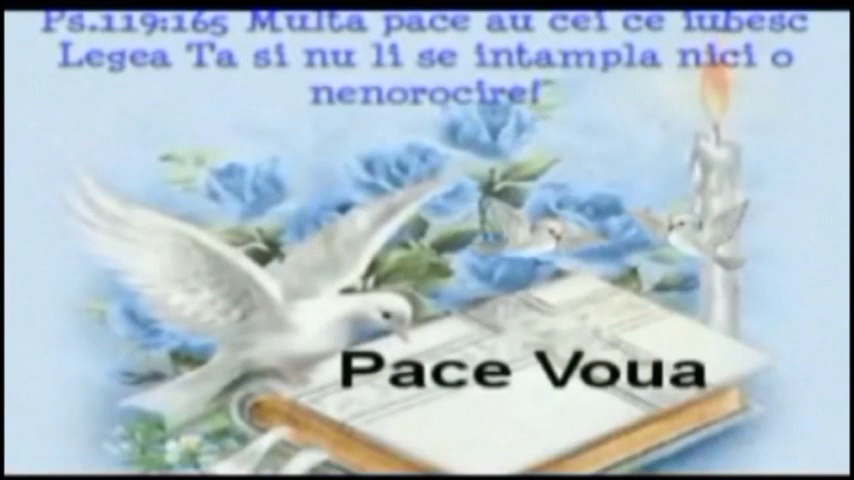 Ps.119:165 Multa pace au cei ce iubesc
Legea Ta si nu li se intampla nici o
nenorocire!
Pace Voua